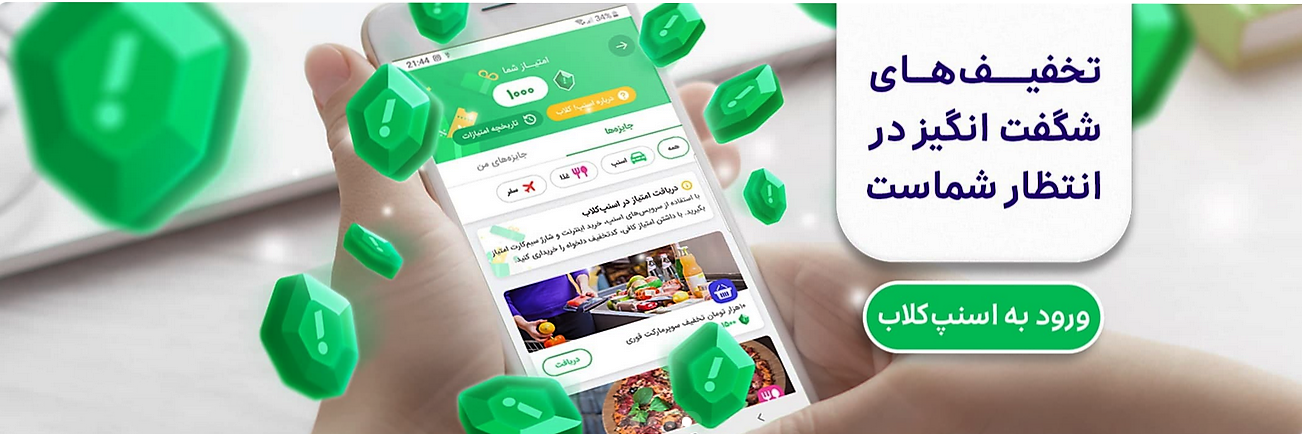 تخفیف‌های
شگفت انگیز در
انتظار شماست
ورود به اسنپ‌کلاب
21:44
34%
امتیاز شما
۱۰۰۰
درباره اسنپ! کلاب
تاریخچه امتیازات
جایزه‌ها
جایزه‌های من
همه
اسنپ
غذا
سفر
دریافت امتیاز در اسنپ‌کلاب
با استفاده از سرویس‌های اسنپ، خرید اینترنت و شارژ سیم‌کارت امتیاز
بگیرید. با داشتن امتیاز کافی، کدتخفیف دلخواه را خریداری کنید.
۱۰هزار تومان تخفیف سوپرمارکت فوری
۱۵۰۰
دریافت